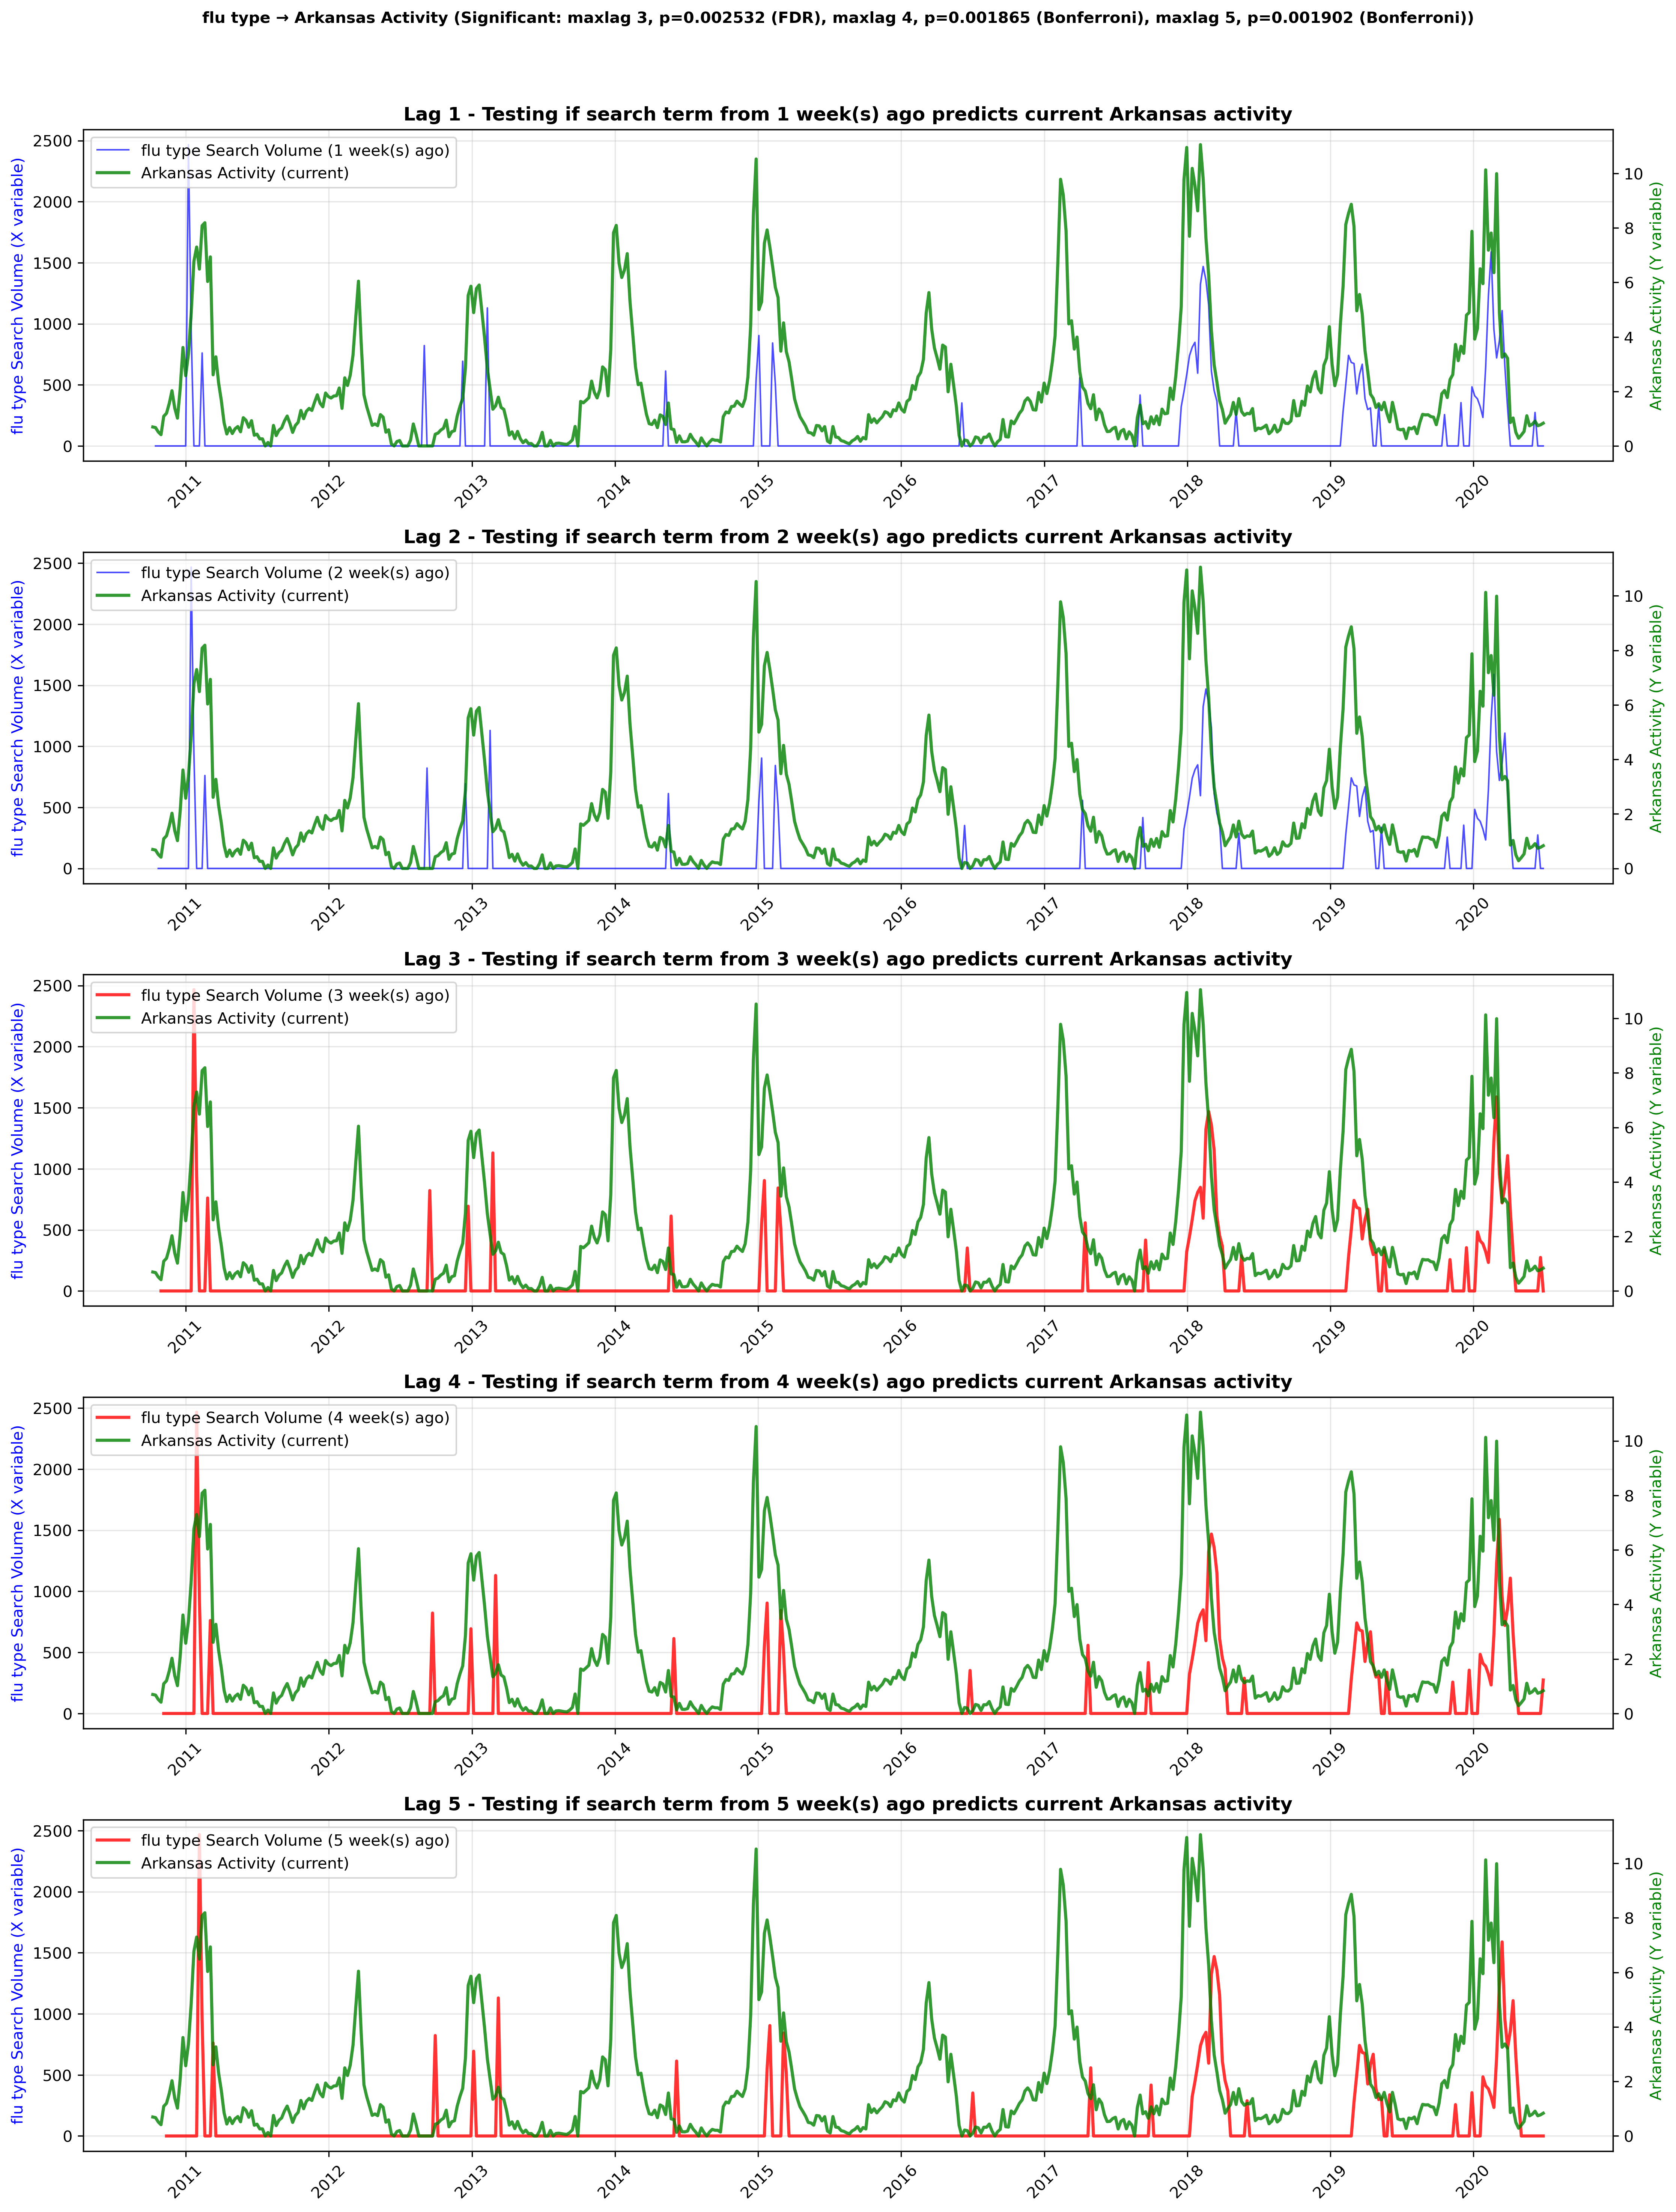 flu type → Arkansas Activity (Significant: maxlag 3, p=0.002532 (FDR), maxlag 4, p=0.001865 (Bonferroni), maxlag 5, p=0.001902 (Bonferroni))
Lag 1 - Testing if search term from 1 week(s) ago predicts current Arkansas activity
flu type Search Volume (1 week(s) ago)
Arkansas Activity (current)
flu type Search Volume (X variable)
Arkansas Activity (Y variable)
2500
2000
1500
1000
500
0
10
8
6
4
2
0
2011 2012 2013 2014 2015 2016 2017 2018 2019 2020
Lag 2 - Testing if search term from 2 week(s) ago predicts current Arkansas activity
flu type Search Volume (2 week(s) ago)
Arkansas Activity (current)
flu type Search Volume (X variable)
Arkansas Activity (Y variable)
2500
2000
1500
1000
500
0
10
8
6
4
2
0
2011 2012 2013 2014 2015 2016 2017 2018 2019 2020
Lag 3 - Testing if search term from 3 week(s) ago predicts current Arkansas activity
flu type Search Volume (3 week(s) ago)
Arkansas Activity (current)
flu type Search Volume (X variable)
Arkansas Activity (Y variable)
2500
2000
1500
1000
500
0
10
8
6
4
2
0
2011 2012 2013 2014 2015 2016 2017 2018 2019 2020
Lag 4 - Testing if search term from 4 week(s) ago predicts current Arkansas activity
flu type Search Volume (4 week(s) ago)
Arkansas Activity (current)
flu type Search Volume (X variable)
Arkansas Activity (Y variable)
2500
2000
1500
1000
500
0
10
8
6
4
2
0
2011 2012 2013 2014 2015 2016 2017 2018 2019 2020
Lag 5 - Testing if search term from 5 week(s) ago predicts current Arkansas activity
flu type Search Volume (5 week(s) ago)
Arkansas Activity (current)
flu type Search Volume (X variable)
Arkansas Activity (Y variable)
2500
2000
1500
1000
500
0
10
8
6
4
2
0
2011 2012 2013 2014 2015 2016 2017 2018 2019 2020